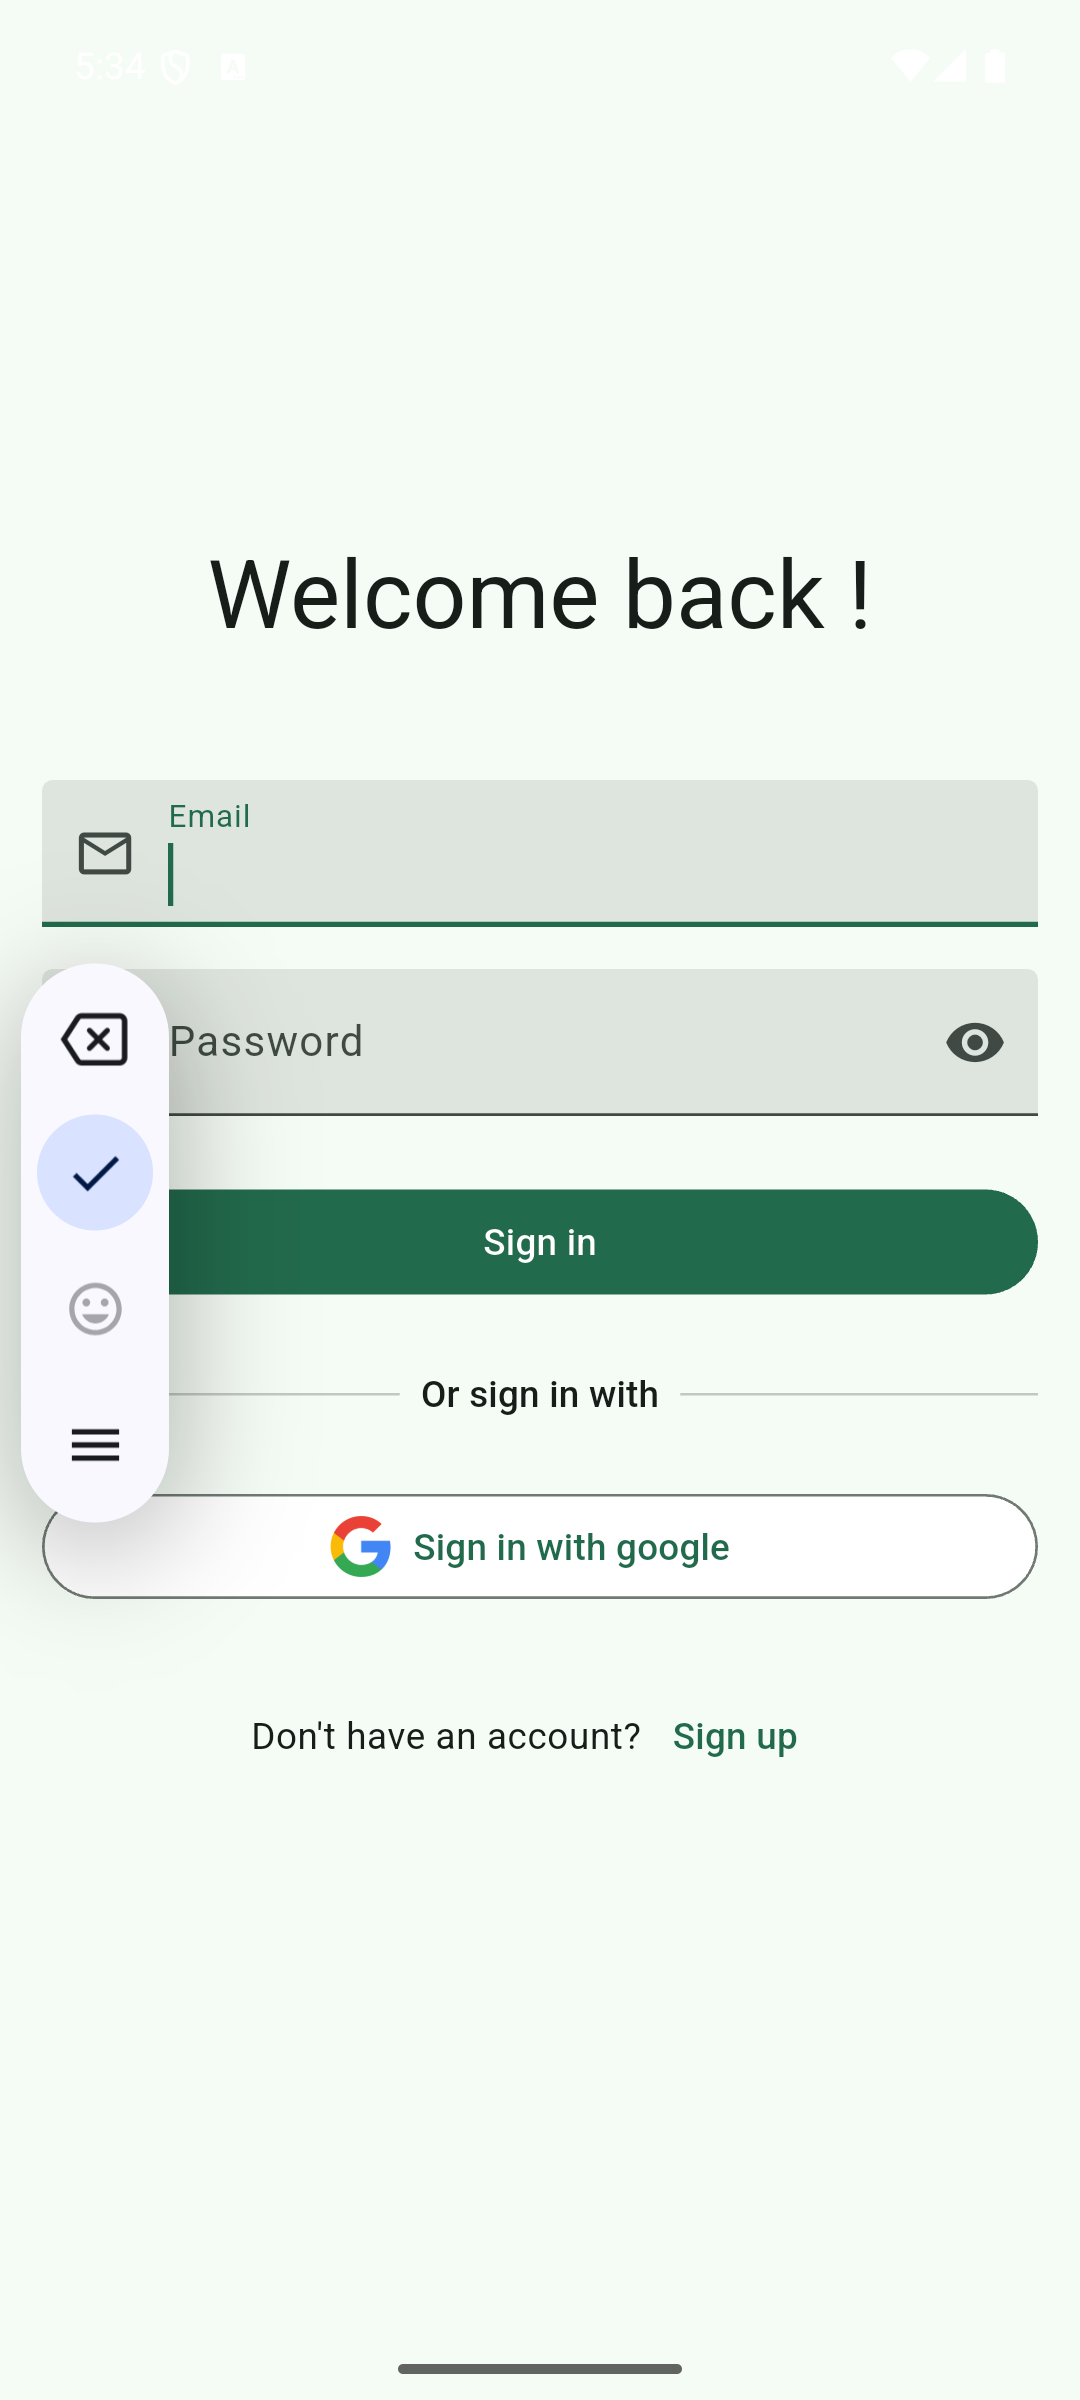 5:34
Welcome back !
Email
Password
Sign in
Or sign in with
Sign in with google
Don't have an account? Sign up